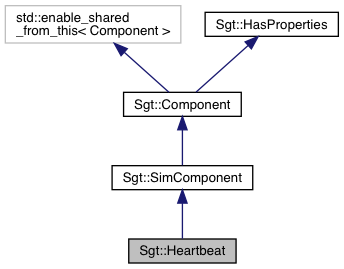 std::enable_shared
_from_this< Component >
Sgt::HasProperties
Sgt::Component
Sgt::SimComponent
Sgt::Heartbeat